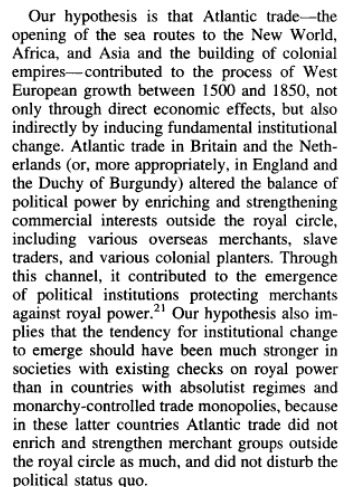 Our hypothesis is that Atlantic trade—the
opening of the sea routes to the New World,
Africa, and Asia and the building of colonial
empires—contributed to the process of West
European growth between 1500 and 1850, not
only through direct economic effects, but also
indirectly by inducing fundamental institutional
change. Atlantic trade in Britain and the Neth-
erlands (or, more appropriately, in England and
the Duchy of Burgundy) altered the balance of
political power by enriching and strengthening
commercial interests outside the royal circle,
including various overseas merchants, slave
traders, and various colonial planters. Through
this channel, it contributed to the emergence
of political institutions protecting merchants
against royal power.²¹ Our hypothesis also im-
plies that the tendency for institutional change
to emerge should have been much stronger in
societies with existing checks on royal power
than in countries with absolutist regimes and
monarchy-controlled trade monopolies, because
in these latter countries Atlantic trade did not
enrich and strengthen merchant groups outside
the royal circle as much, and did not disturb the
political status quo.